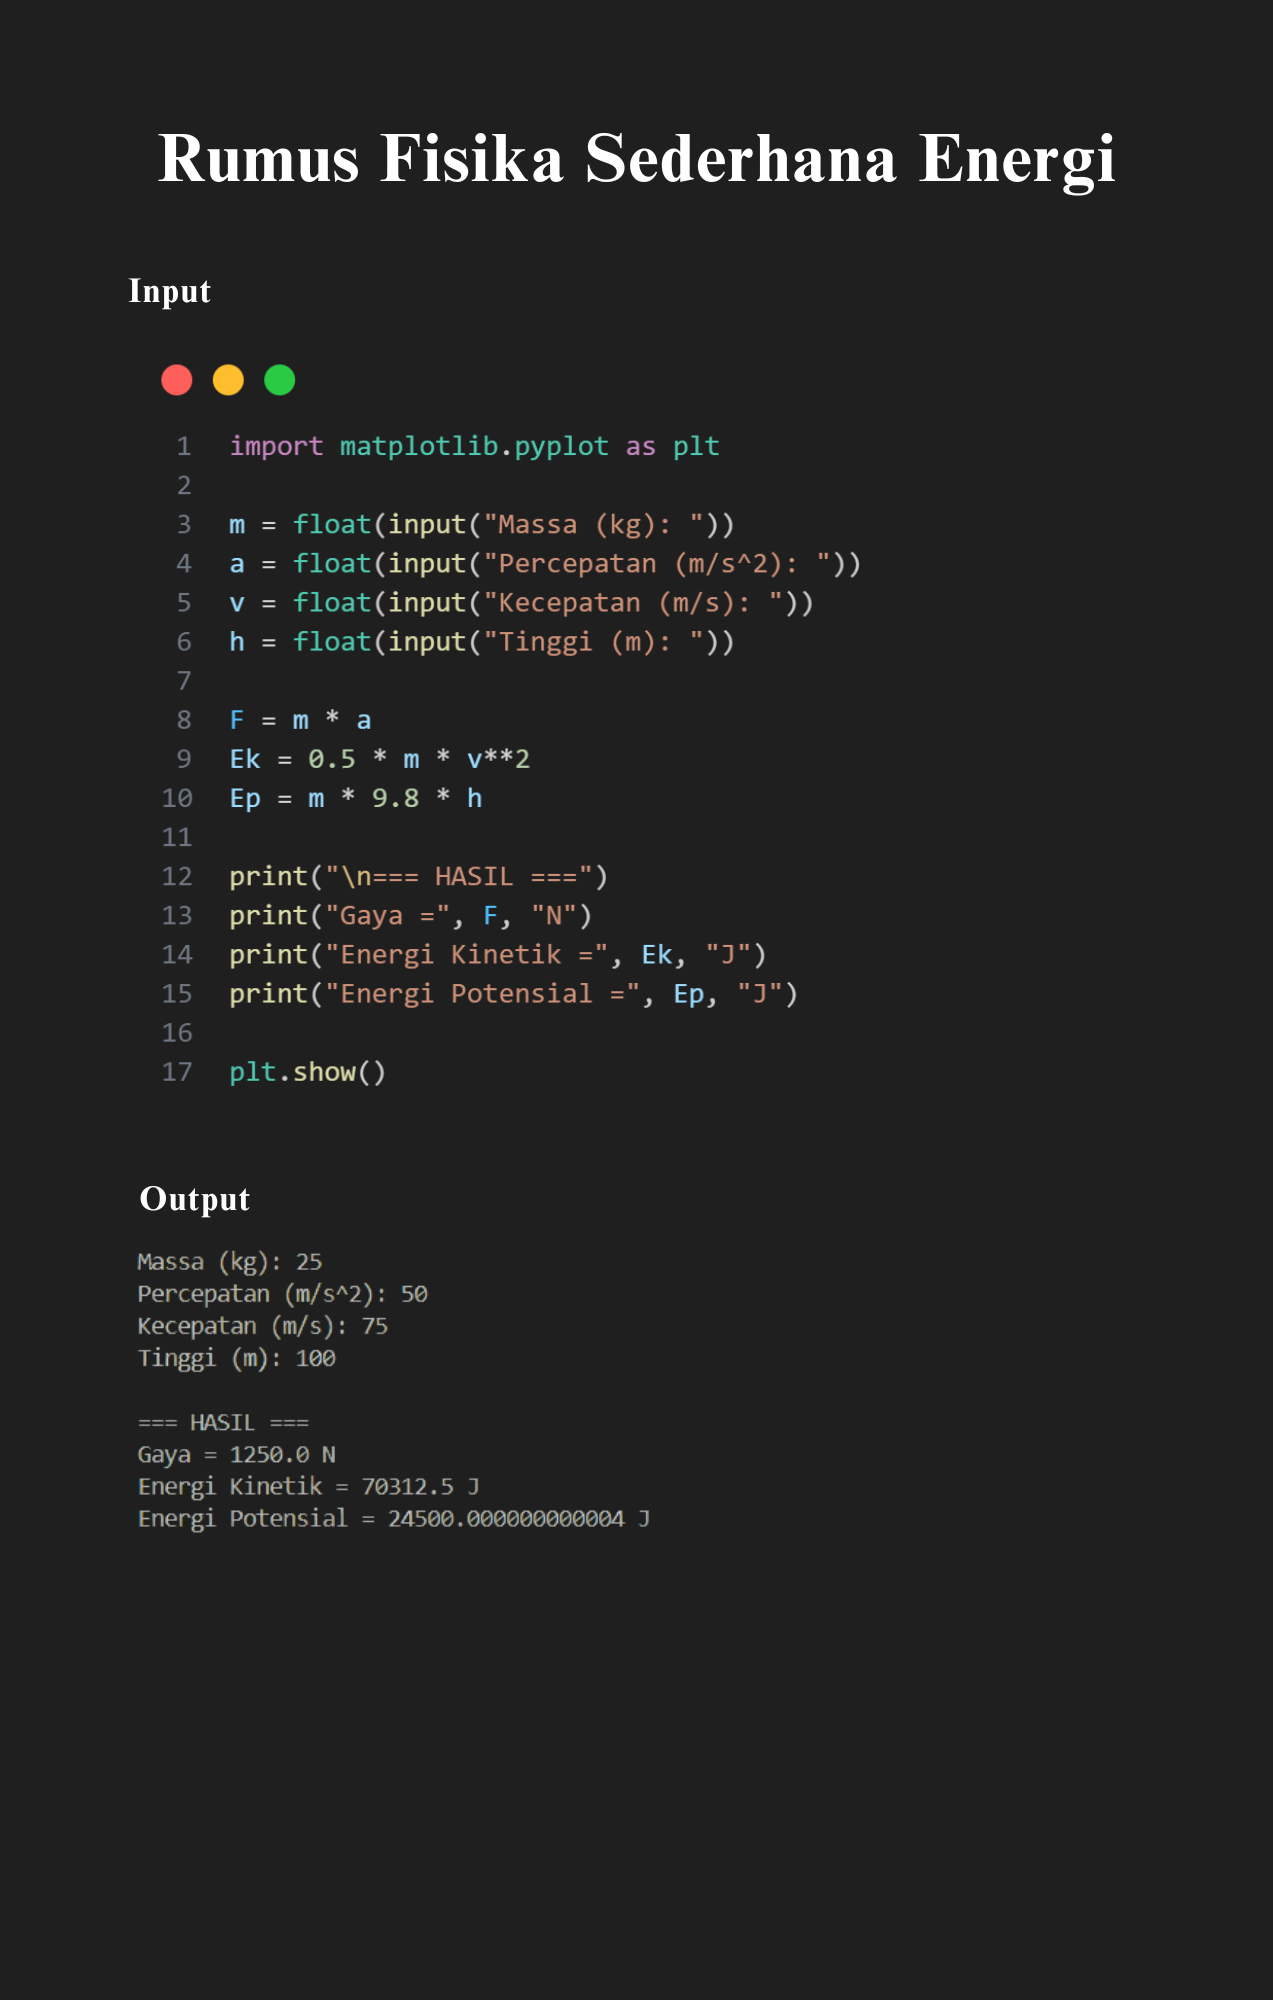 Rumus Fisika Sederhana Energi
Input
1 import matplotlib.pyplot as plt
2
3 m = float(input("Massa (kg): "))
4 a = float(input("Percepatan (m/s^2): "))
5 v = float(input("Kecepatan (m/s): "))
6 h = float(input("Tinggi (m): "))
7
8 F = m * a
9 Ek = 0.5 * m * v**2
10 Ep = m * 9.8 * h
11
12 print("\n=== HASIL ===")
13 print("Gaya =", F, "N")
14 print("Energi Kinetik =", Ek, "J")
15 print("Energi Potensial =", Ep, "J")
16
17 plt.show()
Output
Massa (kg): 25
Percepatan (m/s^2): 50
Kecepatan (m/s): 75
Tinggi (m): 100
=== HASIL ===
Gaya = 1250.0 N
Energi Kinetik = 70312.5 J
Energi Potensial = 24500.000000000004 J